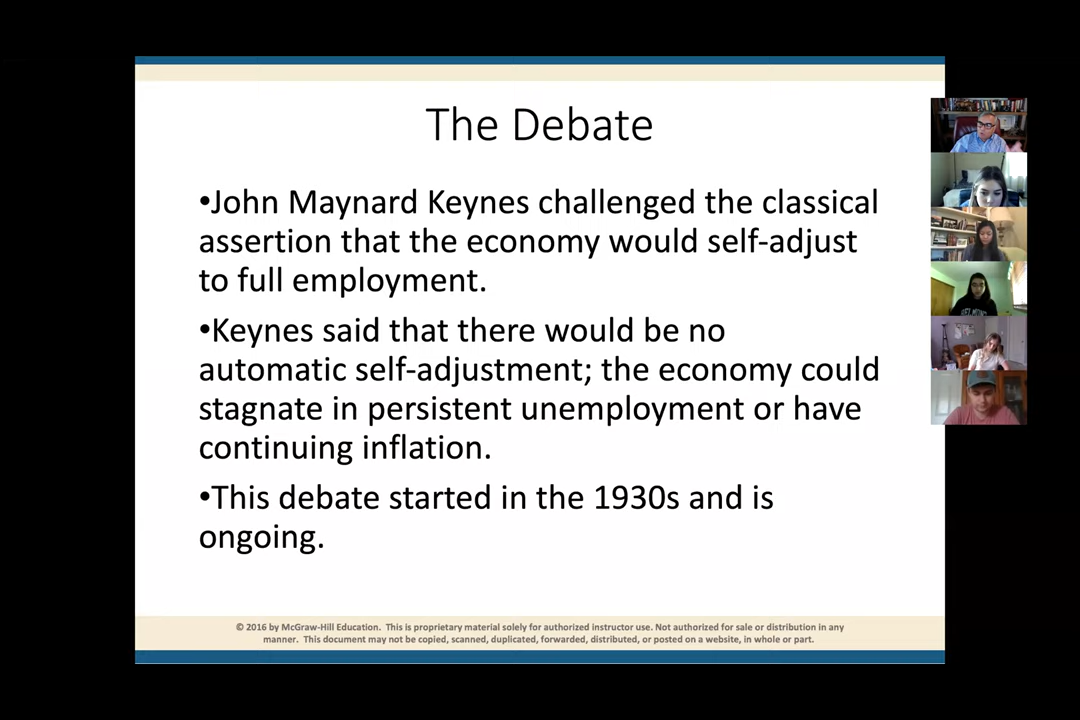 The Debate
•John Maynard Keynes challenged the classical
assertion that the economy would self-adjust
to full employment.
•Keynes said that there would be no
automatic self-adjustment; the economy could
stagnate in persistent unemployment or have
continuing inflation.
•This debate started in the 1930s and is
ongoing.
© 2016 by McGraw-Hill Education. This is proprietary material solely for authorized instructor use. Not authorized for sale or distribution in any
manner. This document may not be copied, scanned, duplicated, forwarded, distributed, or posted on a website, in whole or part.